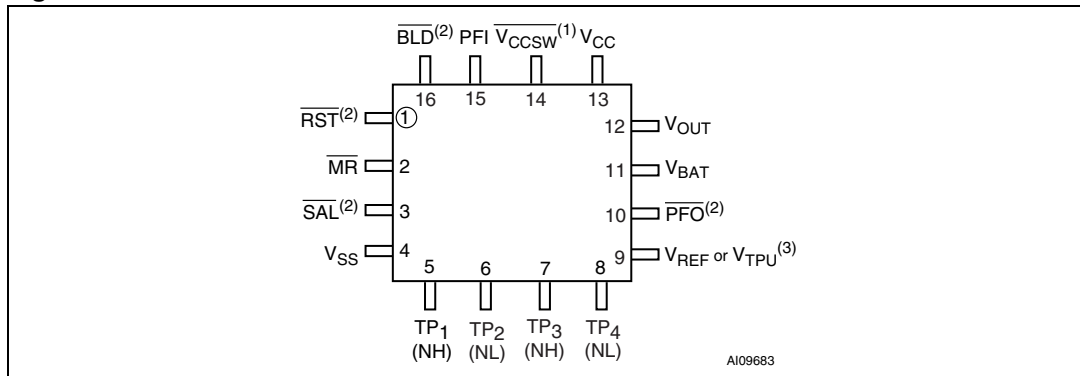 BLD(2) PFI VCCSW(1) VCC
16 15 14 13
RST(2) 1 12 VOUT
MR 2 11 VBAT
SAL(2) 3 10 PFO(2)
VSS 4 9 VREF or VTPU(3)
5 6 7 8
TP1 TP2 TP3 TP4
(NH) (NL) (NH) (NL)
AI09683